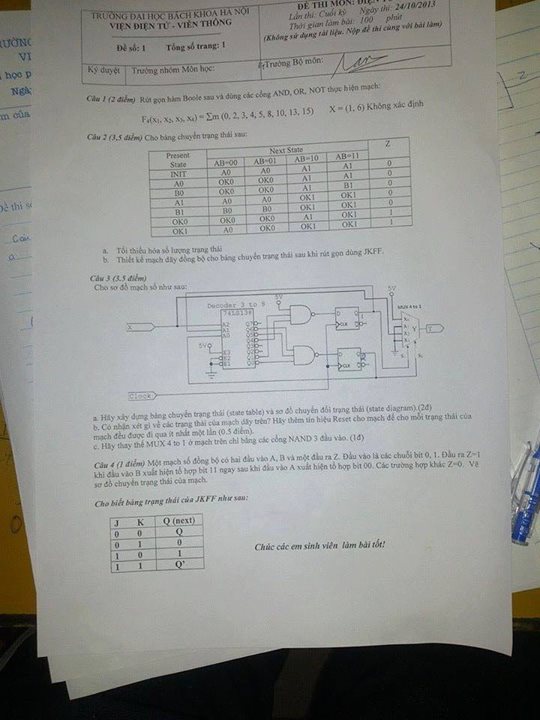 TRƯỜNG ĐẠI HỌC BÁCH KHOA HÀ NỘI
VIỆN ĐIỆN TỬ - VIỄN THÔNG
ĐỀ THI MÔN: ĐIỆN
Lần thi: Cuối kỳ Ngày thi: 24/10/2013
Thời gian làm bài: 100 phút
(Không sử dụng tài liệu. Nộp đề thi cùng với bài làm)
Đề số: 1 Tổng số trang: 1
Ký duyệt Trưởng nhóm Môn học: Trưởng Bộ môn:
Câu 1 (2 điểm) Rút gọn hàm Boole sau và dùng các cổng AND, OR, NOT thực hiện mạch:
F₄(x₁, x₂, x₃, x₄) = ∑m (0, 2, 3, 4, 5, 8, 10, 13, 15) X = (1, 6) Không xác định
Câu 2 (3,5 điểm) Cho bảng chuyển trạng thái sau:
Present State Next State Z
AB=00 AB=01 AB=10 AB=11
INIT A0 A0 A1 A1 0
A0 OK0 OK0 A1 A1 0
B0 OK0 OK0 A1 B1 0
A1 A0 A0 OK1 OK1 0
B1 B0 B0 OK1 OK1 0
OK0 OK0 OK0 A1 OK1 1
OK1 A0 OK0 OK1 OK1 1
a. Tối thiểu hóa số lượng trạng thái
b. Thiết kế mạch dãy đồng bộ cho bảng chuyển trạng thái sau khi rút gọn dùng JKFF.
Câu 3 (3.5 điểm)
Cho sơ đồ mạch số như sau:
Decoder 3 to 8
74LS138
5V
MUX 4 to 1
X
A2
A1
A0
5V
CLK
CLK
Clock
a. Hãy xây dựng bảng chuyển trạng thái (state table) và sơ đồ chuyển đổi trạng thái (state diagram).(2đ)
b. Có nhận xét gì về các trạng thái của mạch dãy trên? Hãy thêm tín hiệu Reset cho mạch để cho mỗi trạng thái của
mạch đều được đi qua ít nhất một lần (0.5 điểm).
c. Hãy thay thế MUX 4 to 1 ở mạch trên chỉ bằng các cổng NAND 3 đầu vào. (1đ)
Câu 4 (1 điểm) Một mạch số đồng bộ có hai đầu vào A, B và một đầu ra Z. Đầu vào là các chuỗi bit 0, 1. Đầu ra Z=1
khi đầu vào B xuất hiện tổ hợp bit 11 ngay sau khi đầu vào A xuất hiện tổ hợp bit 00. Các trường hợp khác Z=0. Vẽ
sơ đồ chuyển trạng thái của mạch.
Cho biết bảng trạng thái của JKFF như sau:
J K Q (next)
0 0 Q
0 1 0
1 0 1
1 1 Q'
Chúc các em sinh viên làm bài tốt!